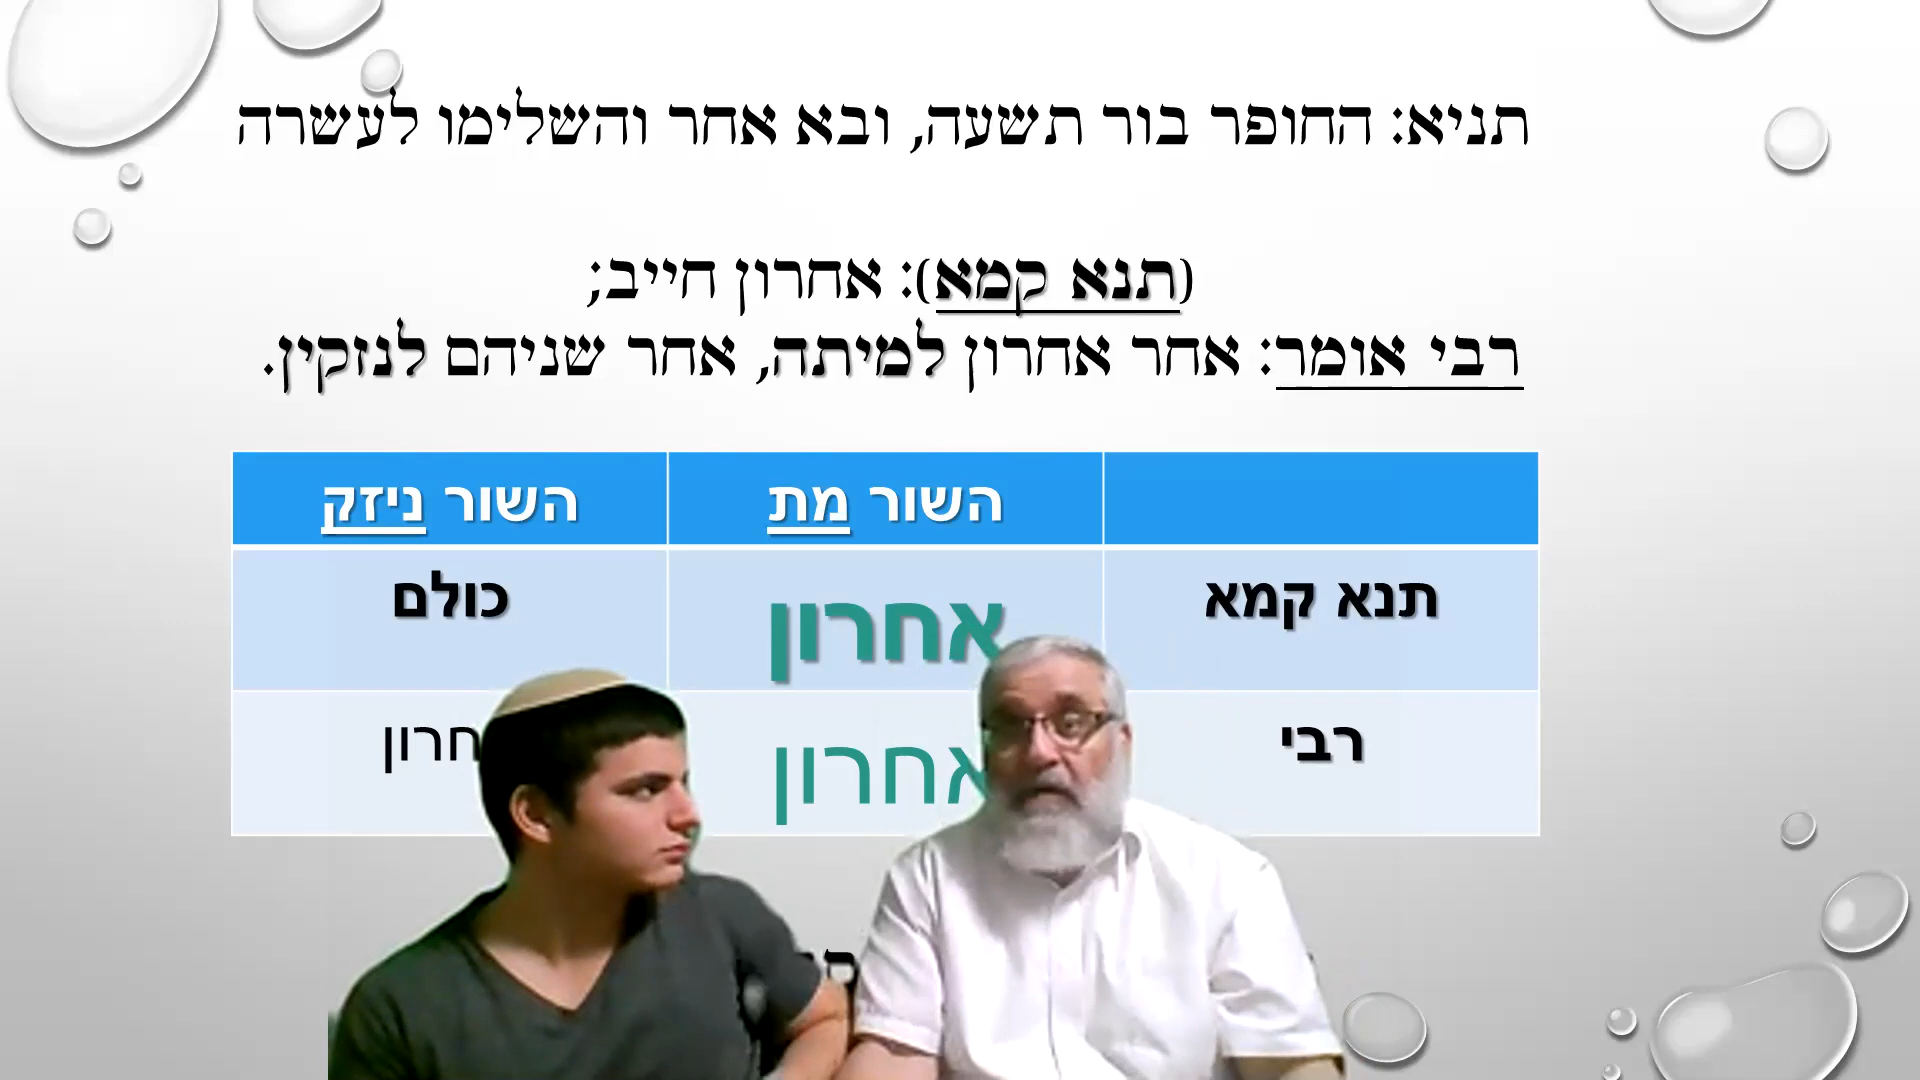 תניא: החופר בור תשעה, ובא אחר והשלימו לעשרה
(תנא קמא): אחרון חייב;
רבי אומר: אחר אחרון למיתה, אחר שניהם לנזקין.
השור מת השור ניזק
תנא קמא אחרון כולם
רבי אחרון